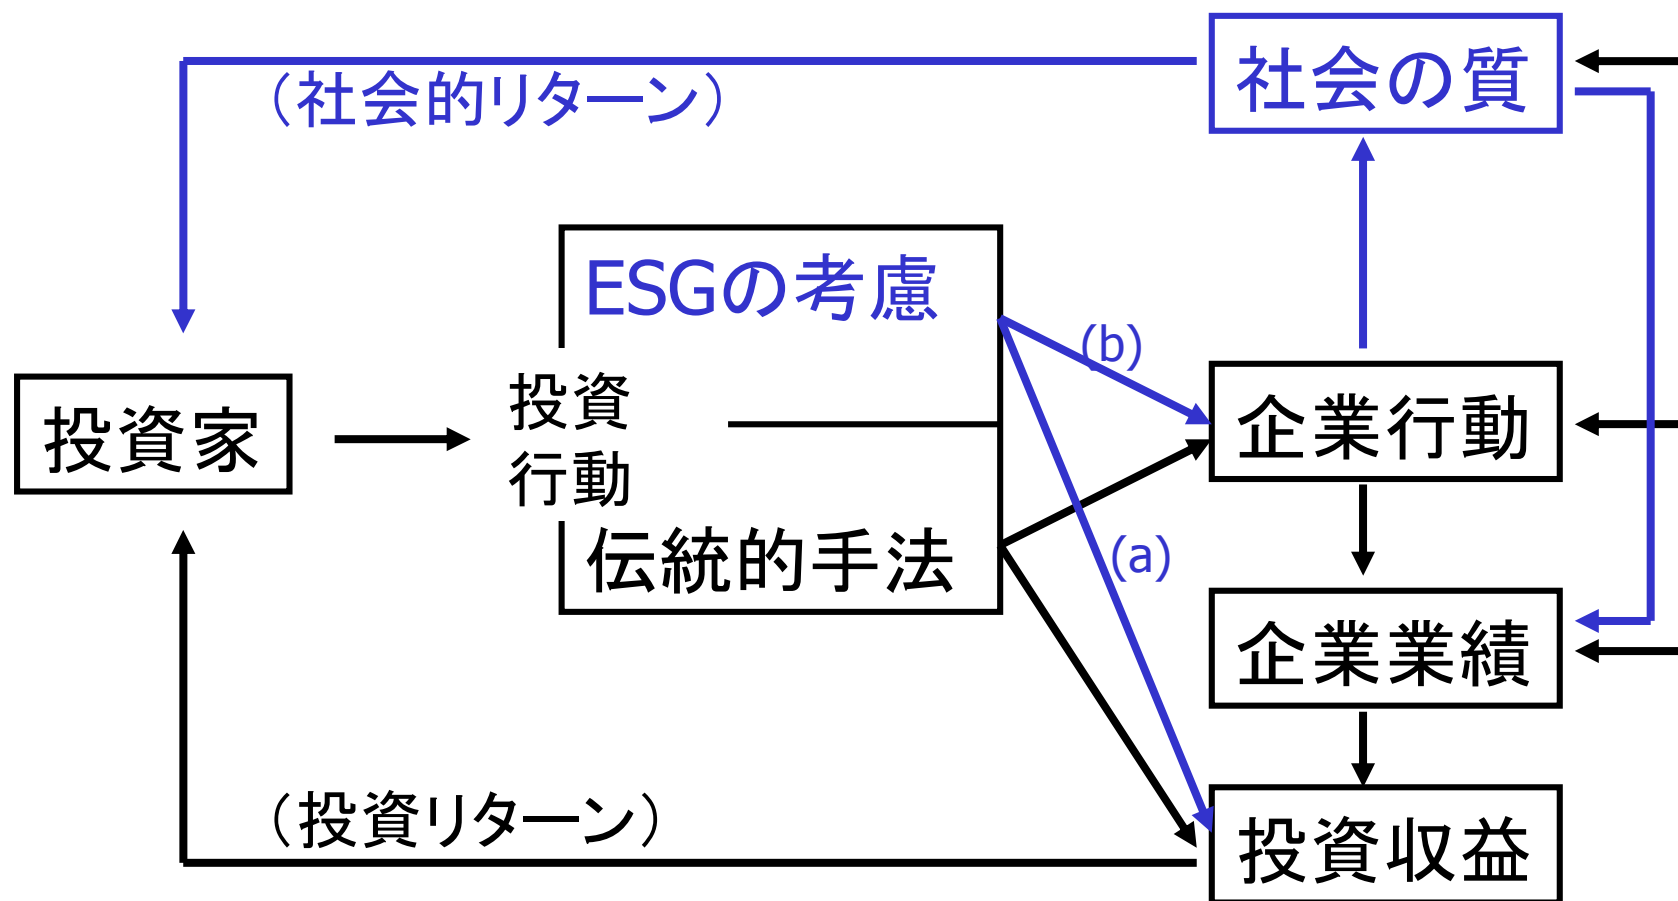 社会の質
（社会的リターン）
ESGの考慮
(b)
投資
行動
投資家
企業行動
伝統的手法
(a)
企業業績
（投資リターン）
投資収益